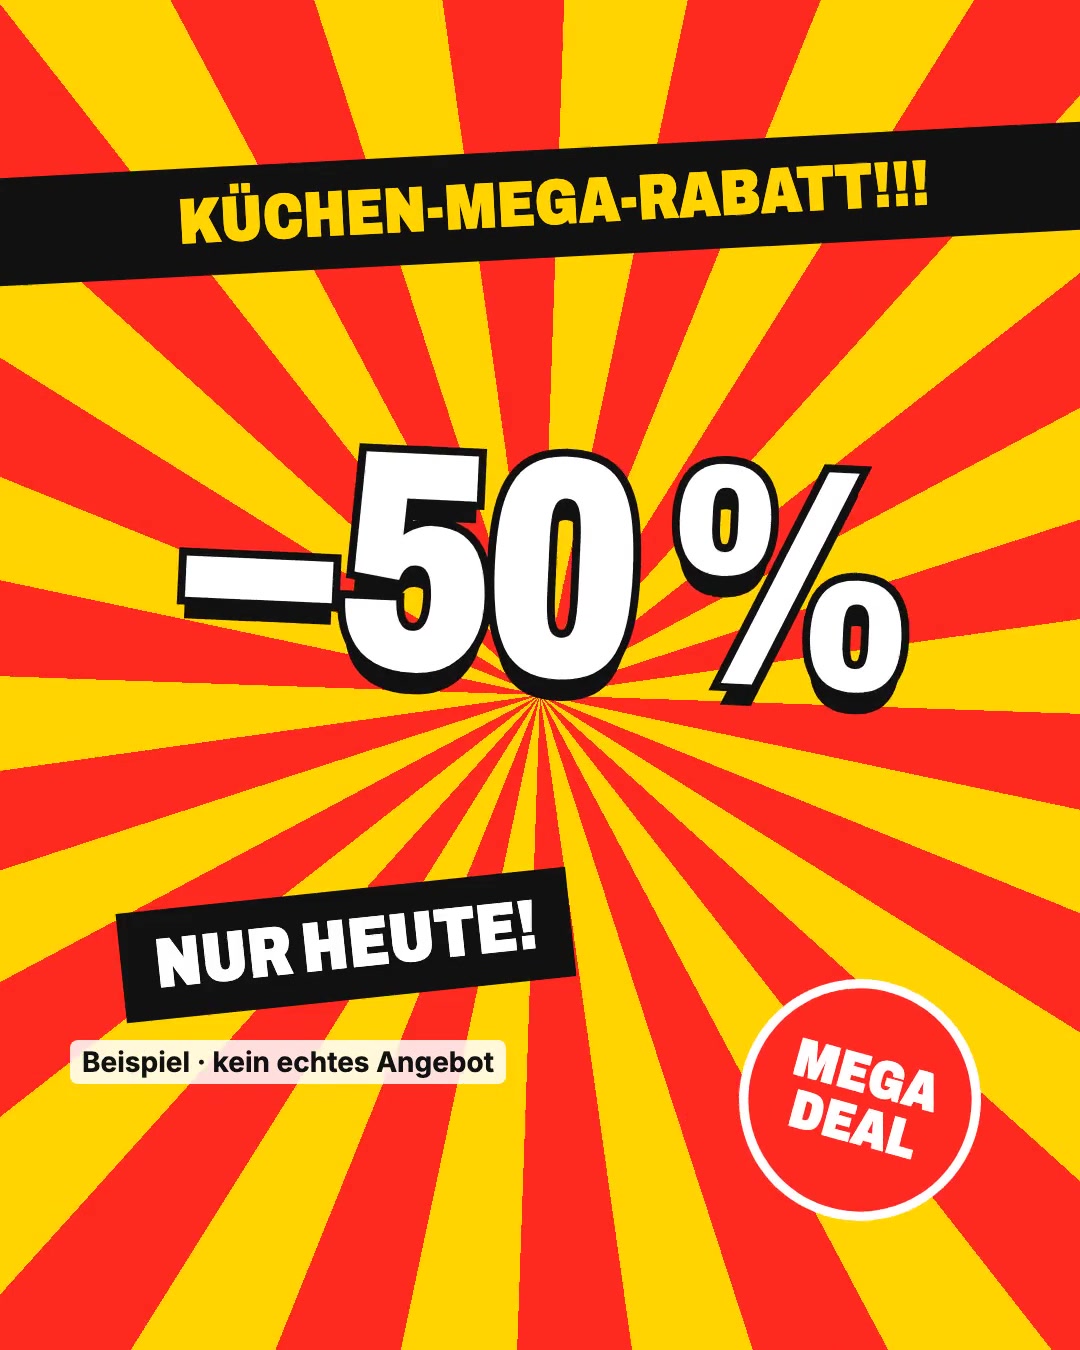 KÜCHEN-MEGA-RABATT!!!
–50 %
NUR HEUTE!
Beispiel · kein echtes Angebot
MEGA
DEAL